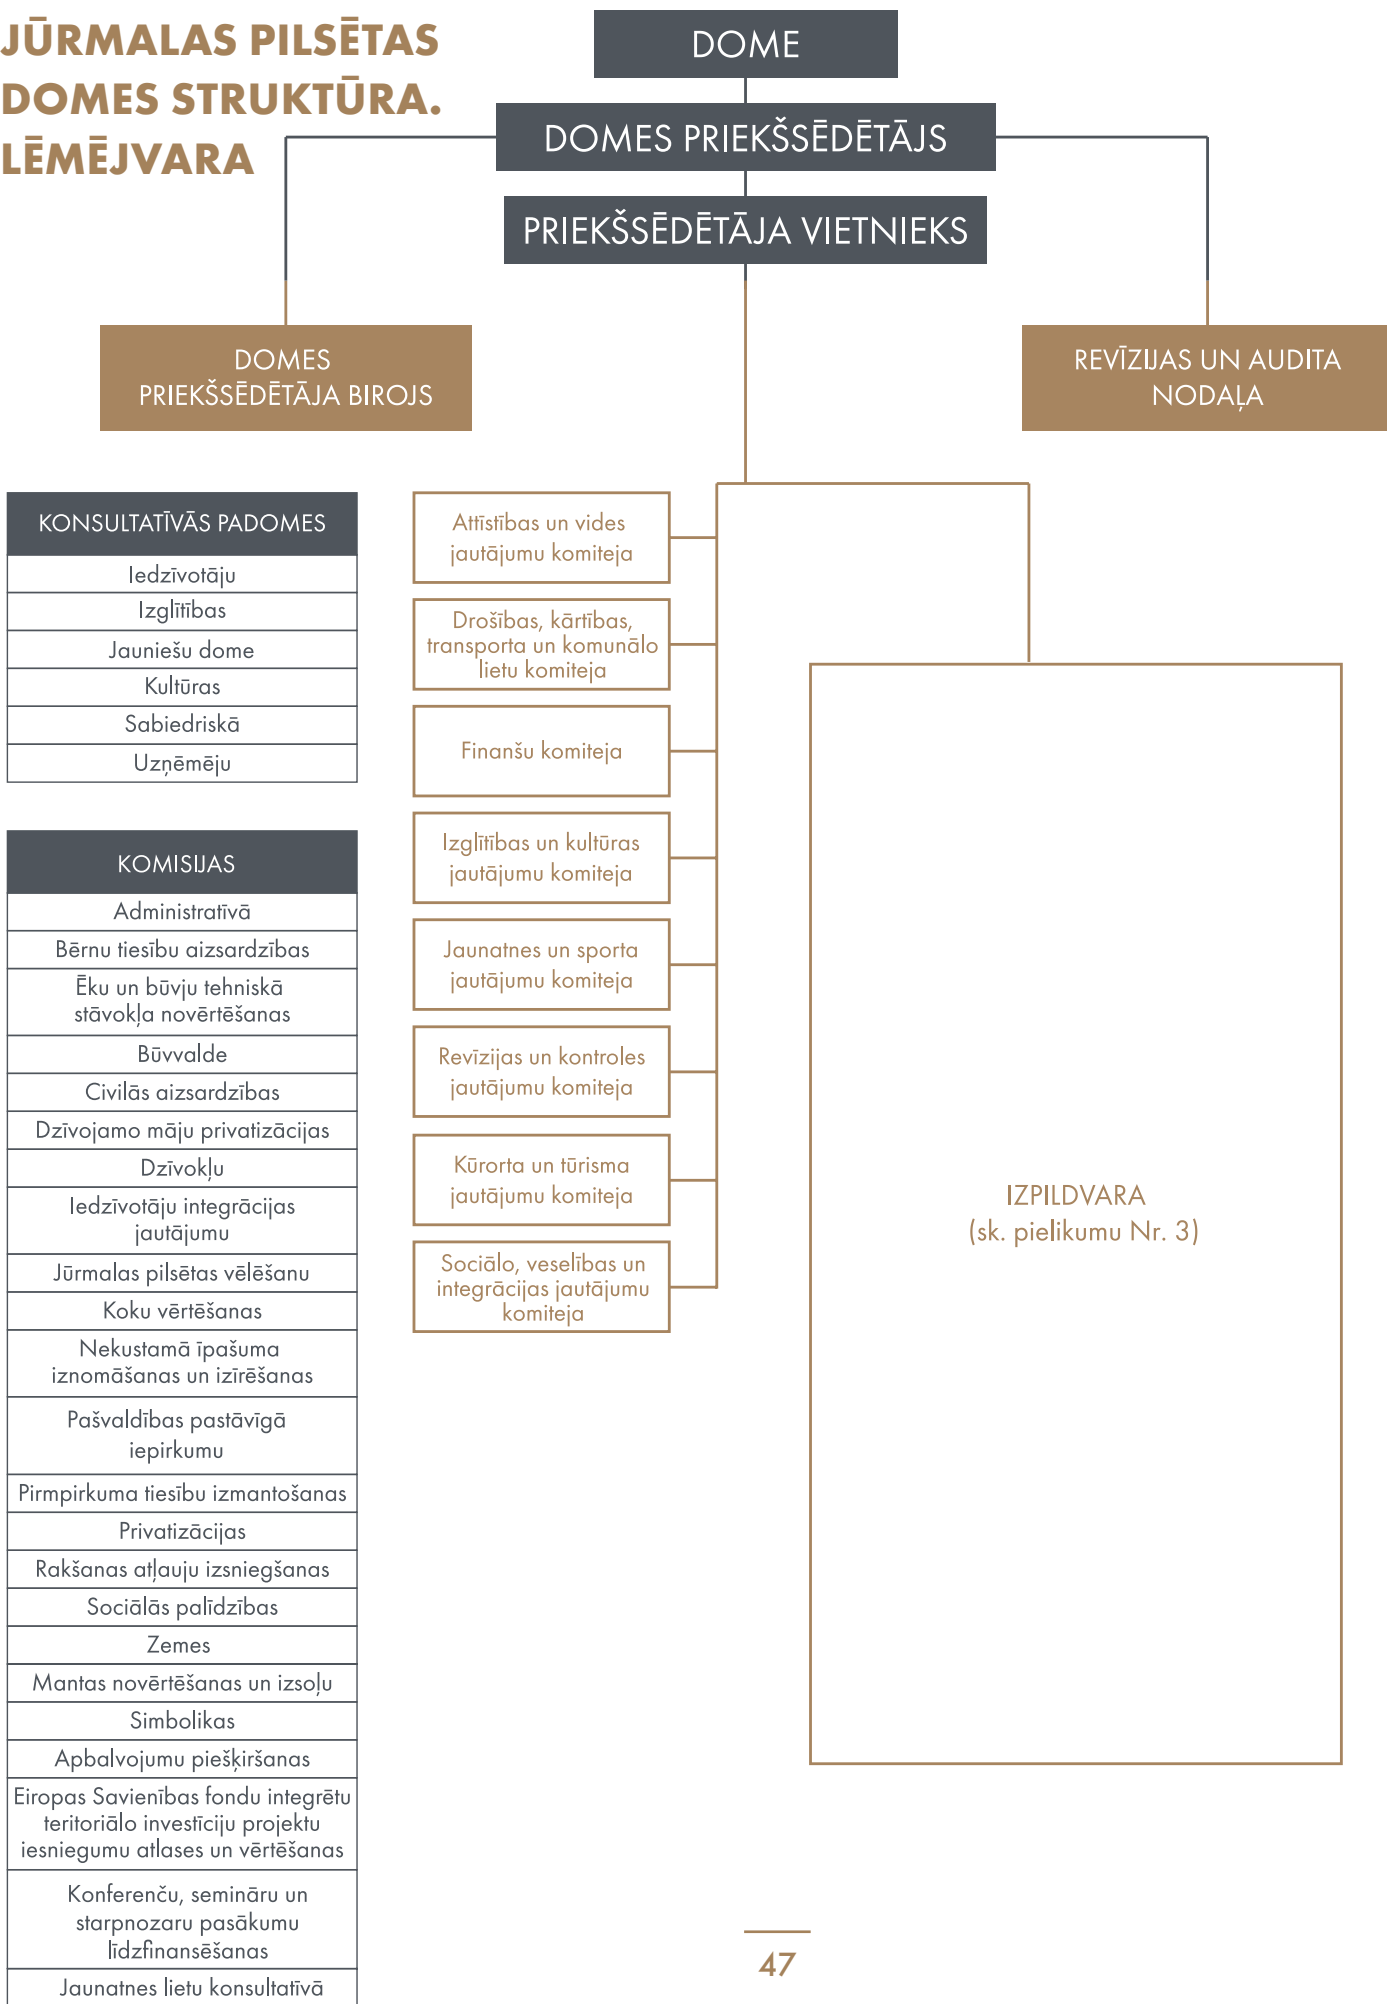 JŪRMALAS PILSĒTAS
DOMES STRUKTŪRA.
LĒMĒJVARA
DOME
DOMES PRIEKŠSĒDĒTĀJS
PRIEKŠSĒDĒTĀJA VIETNIEKS
DOMES
PRIEKŠSĒDĒTĀJA BIROJS
REVĪZIJAS UN AUDITA
NODAĻA
KONSULTATĪVĀS PADOMES
Iedzīvotāju
Izglītības
Jauniešu dome
Kultūras
Sabiedriskā
Uzņēmēju
KOMISIJAS
Administratīvā
Bērnu tiesību aizsardzības
Ēku un būvju tehniskā
stāvokļa novērtēšanas
Būvvalde
Civilās aizsardzības
Dzīvojamo māju privatizācijas
Dzīvokļu
Iedzīvotāju integrācijas
jautājumu
Jūrmalas pilsētas vēlēšanu
Koku vērtēšanas
Nekustamā īpašuma
iznomāšanas un izīrēšanas
Pašvaldības pastāvīgā
iepirkumu
Pirmpirkuma tiesību izmantošanas
Privatizācijas
Rakšanas atļauju izsniegšanas
Sociālās palīdzības
Zemes
Mantas novērtēšanas un izsoļu
Simbolikas
Apbalvojumu piešķiršanas
Eiropas Savienības fondu integrētu
teritoriālo investīciju projektu
iesniegumu atlases un vērtēšanas
Konferenču, semināru un
starpnozaru pasākumu
līdzfinansēšanas
Jaunatnes lietu konsultatīvā
Attīstības un vides
jautājumu komiteja
Drošības, kārtības,
transporta un komunālo
lietu komiteja
Finanšu komiteja
Izglītības un kultūras
jautājumu komiteja
Jaunatnes un sporta
jautājumu komiteja
Revīzijas un kontroles
jautājumu komiteja
Kūrorta un tūrisma
jautājumu komiteja
Sociālo, veselības un
integrācijas jautājumu
komiteja
IZPILDVARA
(sk. pielikumu Nr. 3)
47